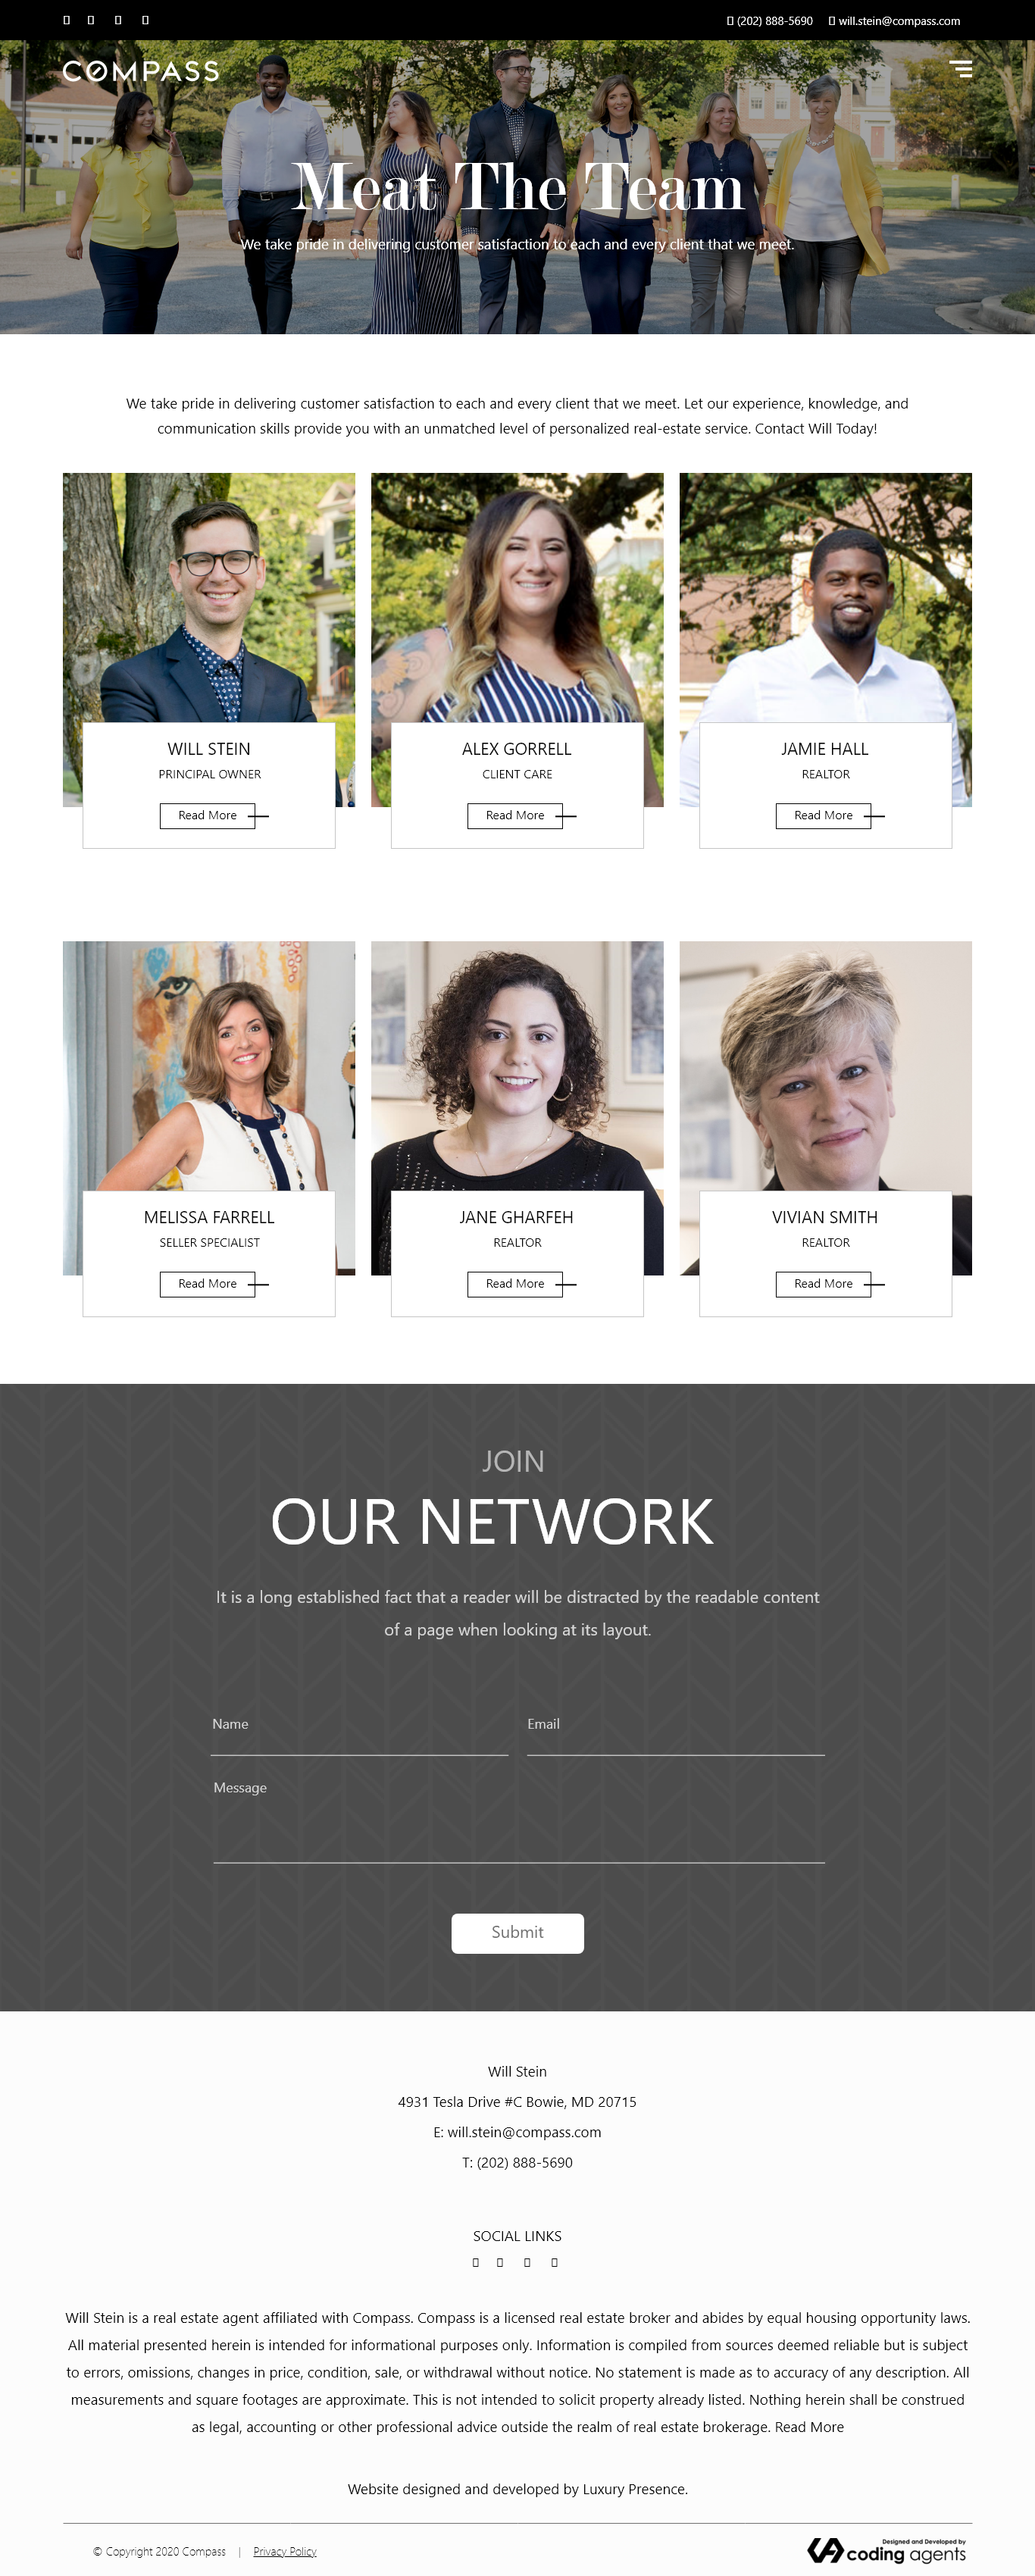 (202) 888-5690 will.stein@compass.com
COMPASS
Meat The Team
We take pride in delivering customer satisfaction to each and every client that we meet.
We take pride in delivering customer satisfaction to each and every client that we meet. Let our experience, knowledge, and
communication skills provide you with an unmatched level of personalized real-estate service. Contact Will Today!
WILL STEIN
PRINCIPAL OWNER
Read More
ALEX GORRELL
CLIENT CARE
Read More
JAMIE HALL
REALTOR
Read More
MELISSA FARRELL
SELLER SPECIALIST
Read More
JANE GHARFEH
REALTOR
Read More
VIVIAN SMITH
REALTOR
Read More
JOIN
OUR NETWORK
It is a long established fact that a reader will be distracted by the readable content
of a page when looking at its layout.
Name Email
Message
Submit
Will Stein
4931 Tesla Drive #C Bowie, MD 20715
E: will.stein@compass.com
T: (202) 888-5690
SOCIAL LINKS
Will Stein is a real estate agent affiliated with Compass. Compass is a licensed real estate broker and abides by equal housing opportunity laws.
All material presented herein is intended for informational purposes only. Information is compiled from sources deemed reliable but is subject
to errors, omissions, changes in price, condition, sale, or withdrawal without notice. No statement is made as to accuracy of any description. All
measurements and square footages are approximate. This is not intended to solicit property already listed. Nothing herein shall be construed
as legal, accounting or other professional advice outside the realm of real estate brokerage. Read More
Website designed and developed by Luxury Presence.
© Copyright 2020 Compass | Privacy Policy
Designed and Developed by
coding agents